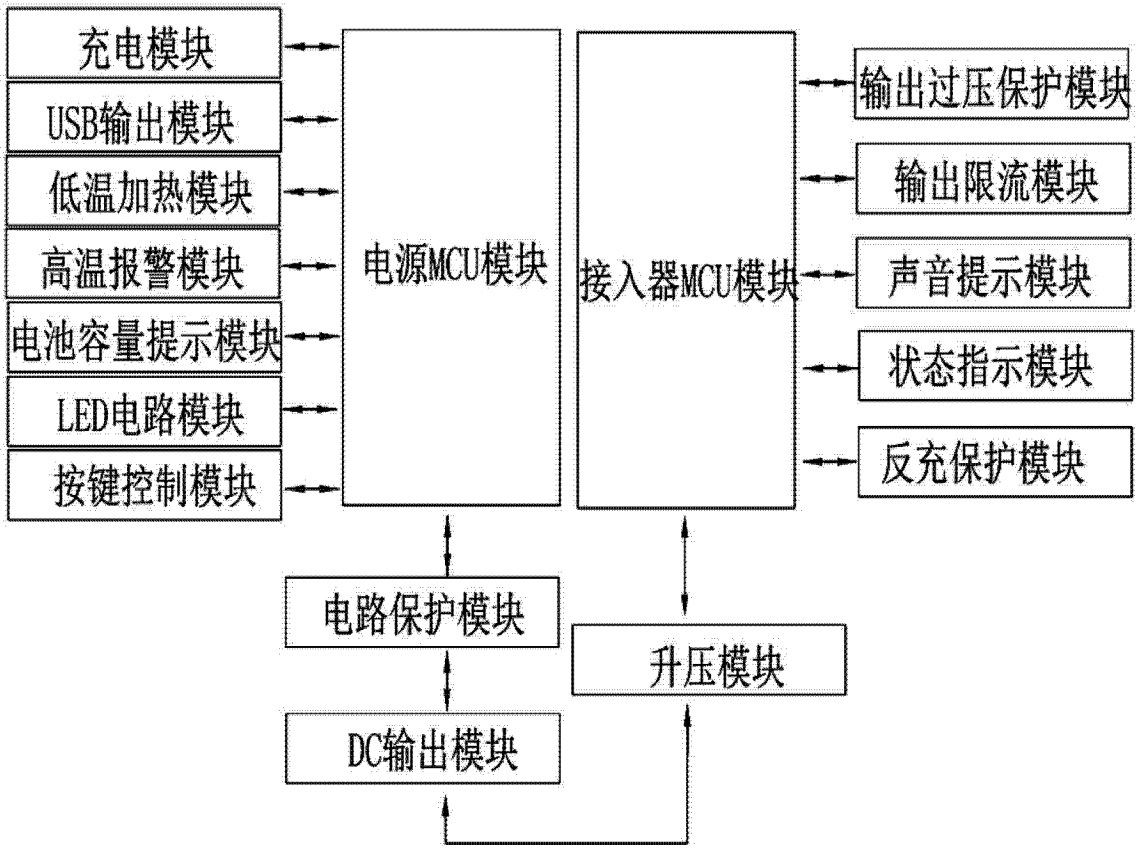 充电模块
USB输出模块
低温加热模块
高温报警模块
电池容量提示模块
LED电路模块
按键控制模块
电源MCU模块
接入器MCU模块
输出过压保护模块
输出限流模块
声音提示模块
状态指示模块
反充保护模块
电路保护模块
升压模块
DC输出模块